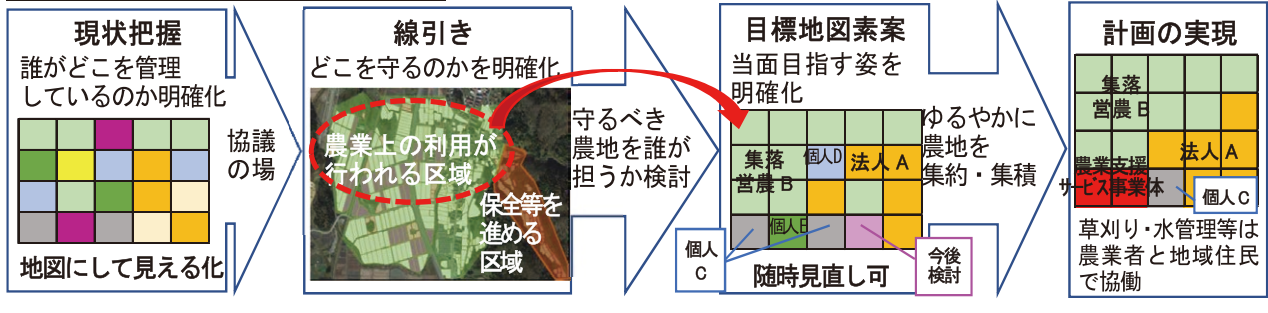 現状把握
誰がどこを管理
しているのか明確化
地図にして見える化
協議
の場
線引き
どこを守るのかを明確化
農業上の利用が
行われる区域
保全等を
進める
区域
守るべき
農地を誰が
担うか検討
目標地図素案
当面目指す姿を
明確化
集落
営農B
個人D
法人A
個人E
個人
C
今後
検討
随時見直し可
ゆるやかに
農地を
集約・集積
計画の実現
集落
営農B
法人A
農業支援
サービス事業体
個人C
草刈り・水管理等は
農業者と地域住民
で協働